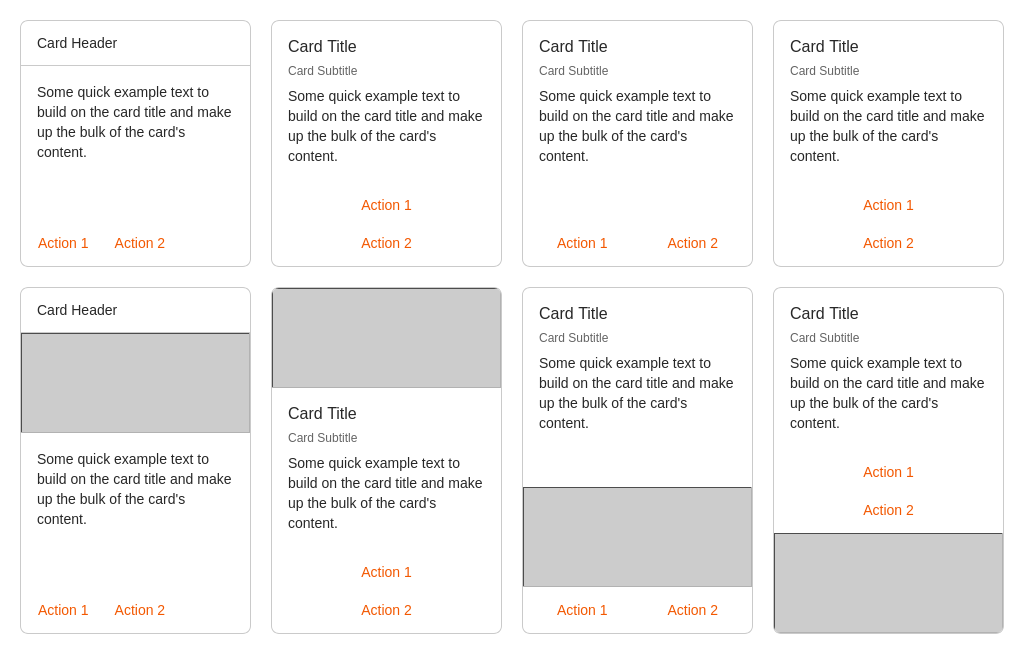 Card Header
Some quick example text to
build on the card title and make
up the bulk of the card's
content.
Action 1 Action 2
Card Title
Card Subtitle
Some quick example text to
build on the card title and make
up the bulk of the card's
content.
Action 1
Action 2
Card Title
Card Subtitle
Some quick example text to
build on the card title and make
up the bulk of the card's
content.
Action 1 Action 2
Card Title
Card Subtitle
Some quick example text to
build on the card title and make
up the bulk of the card's
content.
Action 1
Action 2
Card Header
Some quick example text to
build on the card title and make
up the bulk of the card's
content.
Action 1 Action 2
Card Title
Card Subtitle
Some quick example text to
build on the card title and make
up the bulk of the card's
content.
Action 1
Action 2
Card Title
Card Subtitle
Some quick example text to
build on the card title and make
up the bulk of the card's
content.
Action 1 Action 2
Card Title
Card Subtitle
Some quick example text to
build on the card title and make
up the bulk of the card's
content.
Action 1
Action 2